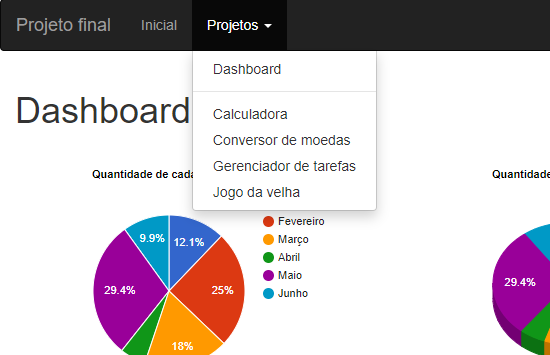 Projeto final Inicial Projetos
Dashboard
Calculadora
Conversor de moedas
Gerenciador de tarefas
Jogo da velha
Dashboard
Quantidade de cada
Quantidade
Fevereiro
Março
Abril
Maio
Junho
9.9% 12.1%
29.4% 25%
18%
29.4%